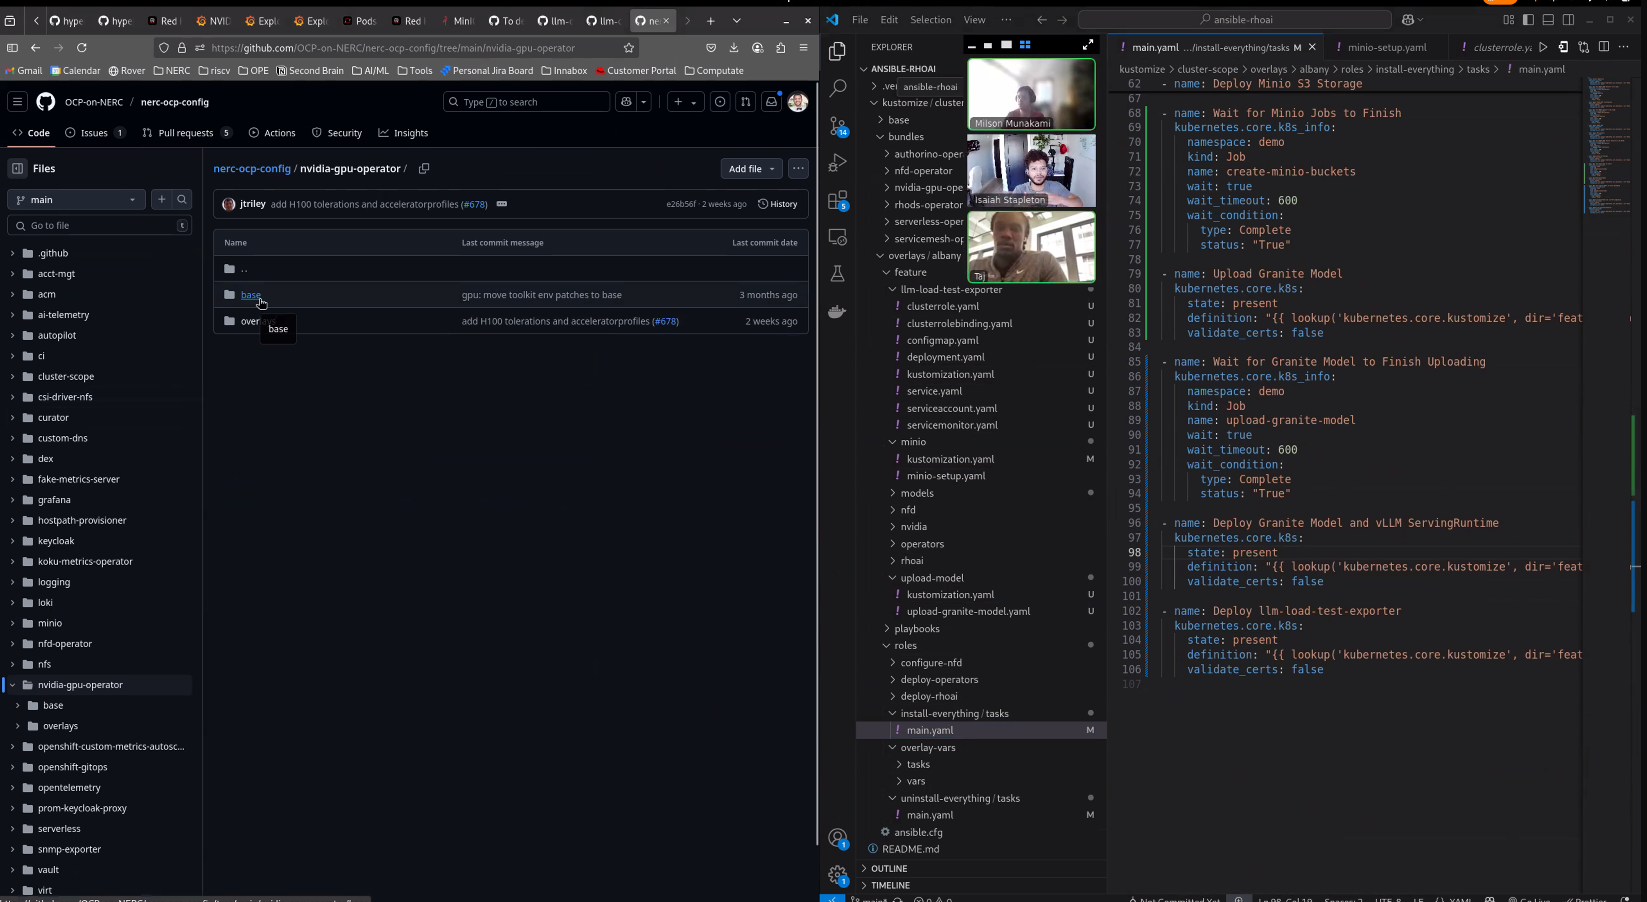 hype
hype
Red
NVID
Explo
Explo
Pods
Red
Mini
To d
llm-c
llm-c
ne
https://github.com/OCP-on-NERC/nerc-ocp-config/tree/main/nvidia-gpu-operator
Gmail
Calendar
Rover
NERC
riscv
OPE
Second Brain
AI/ML
Tools
Personal Jira Board
Innabox
Customer Portal
Computate
OCP-on-NERC / nerc-ocp-config
Type / to search
Code
Issues 1
Pull requests 5
Actions
Security
Insights
Files
main
Go to file t
.github
acct-mgt
acm
ai-telemetry
autopilot
ci
cluster-scope
csi-driver-nfs
curator
custom-dns
dex
fake-metrics-server
grafana
hostpath-provisioner
keycloak
koku-metrics-operator
logging
loki
minio
nfd-operator
nfs
nvidia-gpu-operator
base
overlays
openshift-custom-metrics-autosc...
openshift-gitops
opentelemetry
prom-keycloak-proxy
serverless
snmp-exporter
vault
virt
nerc-ocp-config / nvidia-gpu-operator /
Add file
jtriley add H100 tolerations and acceleratorprofiles (#678)
e26b56f · 2 weeks ago
History
Name
Last commit message
Last commit date
..
base
gpu: move toolkit env patches to base
3 months ago
add H100 tolerations and acceleratorprofiles (#678)
2 weeks ago
base
File
Edit
Selection
View
ansible-rhoai
EXPLORER
ANSIBLE-RHOAI
ansible-rhoai
kustomize / cluster
base
bundles
authorino-oper
nfd-operator
nvidia-gpu-ope
rhods-operator
serverless-oper
servicemesh-op
overlays / albany
feature
llm-load-test-exporter
clusterrole.yaml U
clusterrolebinding.yaml U
configmap.yaml U
deployment.yaml U
kustomization.yaml U
service.yaml U
serviceaccount.yaml U
servicemonitor.yaml U
minio
kustomization.yaml M
minio-setup.yaml
models
nfd
nvidia
operators
rhoai
upload-model
kustomization.yaml U
upload-granite-model.yaml U
playbooks
roles
configure-nfd
deploy-operators
deploy-rhoai
install-everything / tasks
main.yaml M
overlay-vars
tasks
vars
uninstall-everything / tasks
main.yaml M
ansible.cfg
README.md
OUTLINE
TIMELINE
14
5
1
1
Milson Munakami
Isaiah Stapleton
Taj
main.yaml .../install-everything/tasks M
minio-setup.yaml
clusterrole.ya
kustomize > cluster-scope > overlays > albany > roles > install-everything > tasks > main.yaml
62 - name: Deploy Minio S3 Storage
67
68 - name: Wait for Minio Jobs to Finish
69 kubernetes.core.k8s_info:
70 namespace: demo
71 kind: Job
72 name: create-minio-buckets
73 wait: true
74 wait_timeout: 600
75 wait_condition:
76 type: Complete
77 status: "True"
78
79 - name: Upload Granite Model
80 kubernetes.core.k8s:
81 state: present
82 definition: "{{ lookup('kubernetes.core.kustomize', dir='feat
83 validate_certs: false
84
85 - name: Wait for Granite Model to Finish Uploading
86 kubernetes.core.k8s_info:
87 namespace: demo
88 kind: Job
89 name: upload-granite-model
90 wait: true
91 wait_timeout: 600
92 wait_condition:
93 type: Complete
94 status: "True"
95
96 - name: Deploy Granite Model and vLLM ServingRuntime
97 kubernetes.core.k8s:
98 state: present
99 definition: "{{ lookup('kubernetes.core.kustomize', dir='feat
100 validate_certs: false
101
102 - name: Deploy llm-load-test-exporter
103 kubernetes.core.k8s:
104 state: present
105 definition: "{{ lookup('kubernetes.core.kustomize', dir='feat
106 validate_certs: false
107